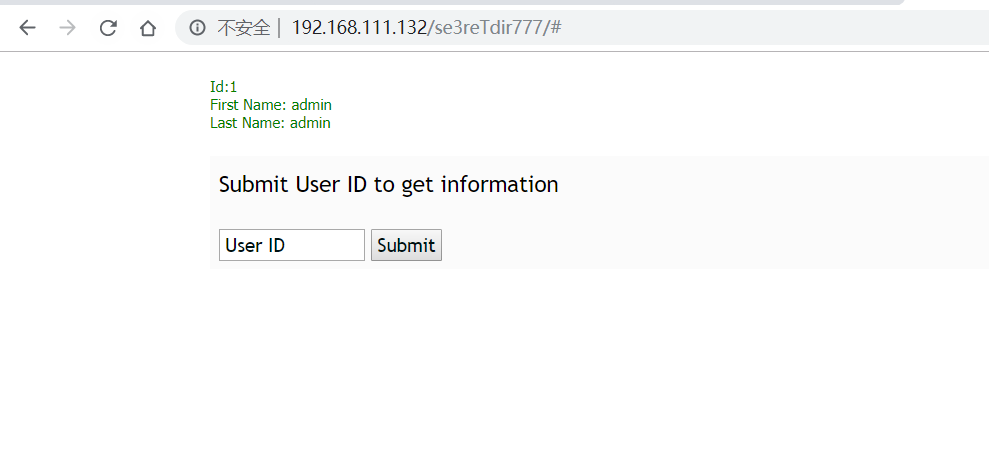 不安全 | 192.168.111.132/se3reTdir777/#
Id:1
First Name: admin
Last Name: admin
Submit User ID to get information
User ID Submit